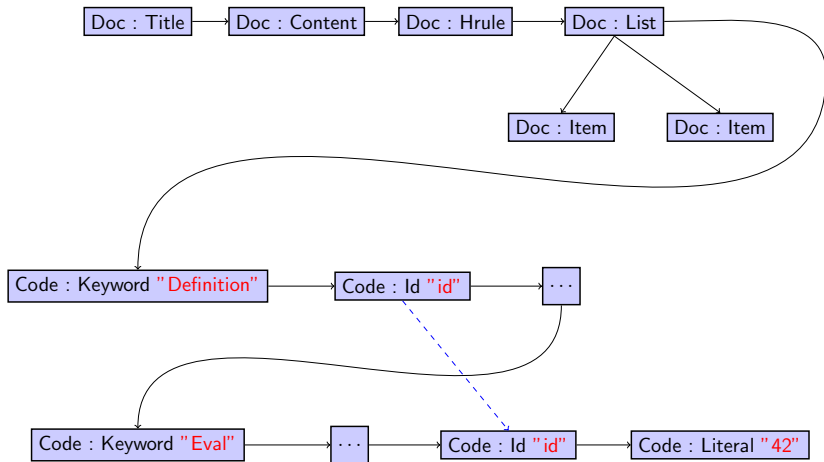 Doc : Title
Doc : Content
Doc : Hrule
Doc : List
Doc : Item
Doc : Item
Code : Keyword "Definition"
Code : Id "id"
···
Code : Keyword "Eval"
···
Code : Id "id"
Code : Literal "42"